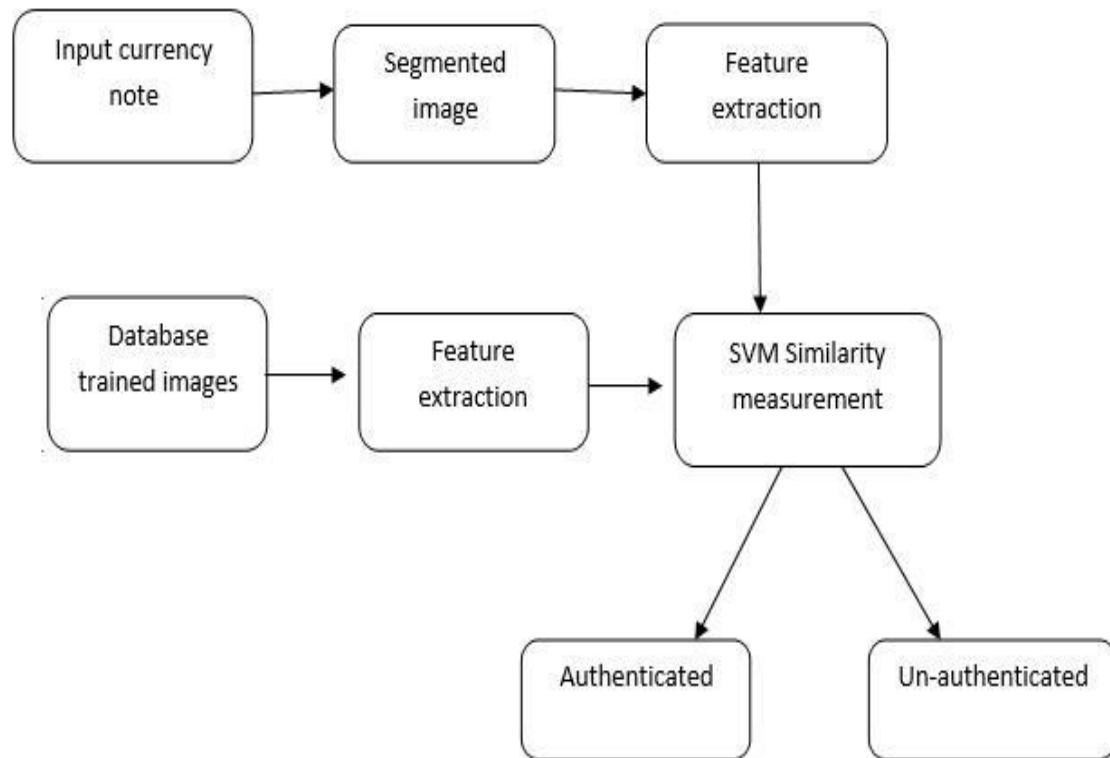 Input currency
note
Segmented
image
Feature
extraction
Database
trained images
Feature
extraction
SVM Similarity
measurement
Authenticated
Un-authenticated